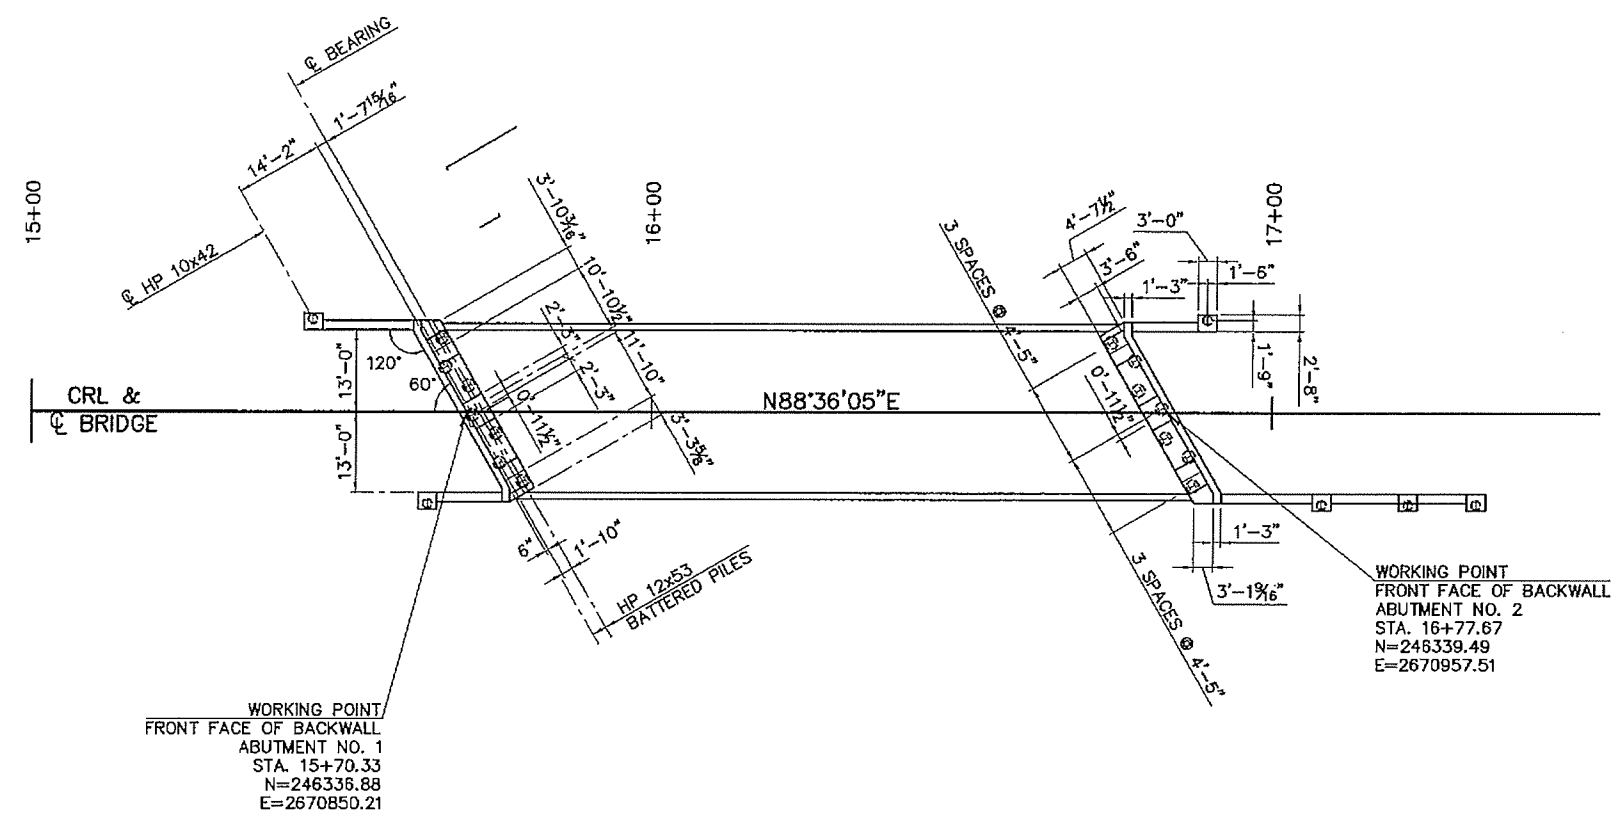 ℄ BEARING
1'-7 15/16"
14'-2"
℄ HP 10x42
15+00
16+00
17+00
3'-10 3/16"
10'-10 1/2"
2'-3"
11'-10"
2'-3"
0'-11 1/2"
3'-3 5/8"
120°
60°
13'-0"
13'-0"
CRL &
℄ BRIDGE
N88°36'05"E
6"
1'-10"
HP 12x53
BATTERED PILES
3 SPACES @ 4'-5"
0'-11 1/2"
3 SPACES @ 4'-5"
4'-7 1/2"
3'-6"
3'-0"
1'-6"
1'-3"
1'-9"
2'-8"
1'-3"
3'-1 9/16"
WORKING POINT
FRONT FACE OF BACKWALL
ABUTMENT NO. 2
STA. 16+77.67
N=246339.49
E=2670957.51
WORKING POINT
FRONT FACE OF BACKWALL
ABUTMENT NO. 1
STA. 15+70.33
N=246336.88
E=2670850.21